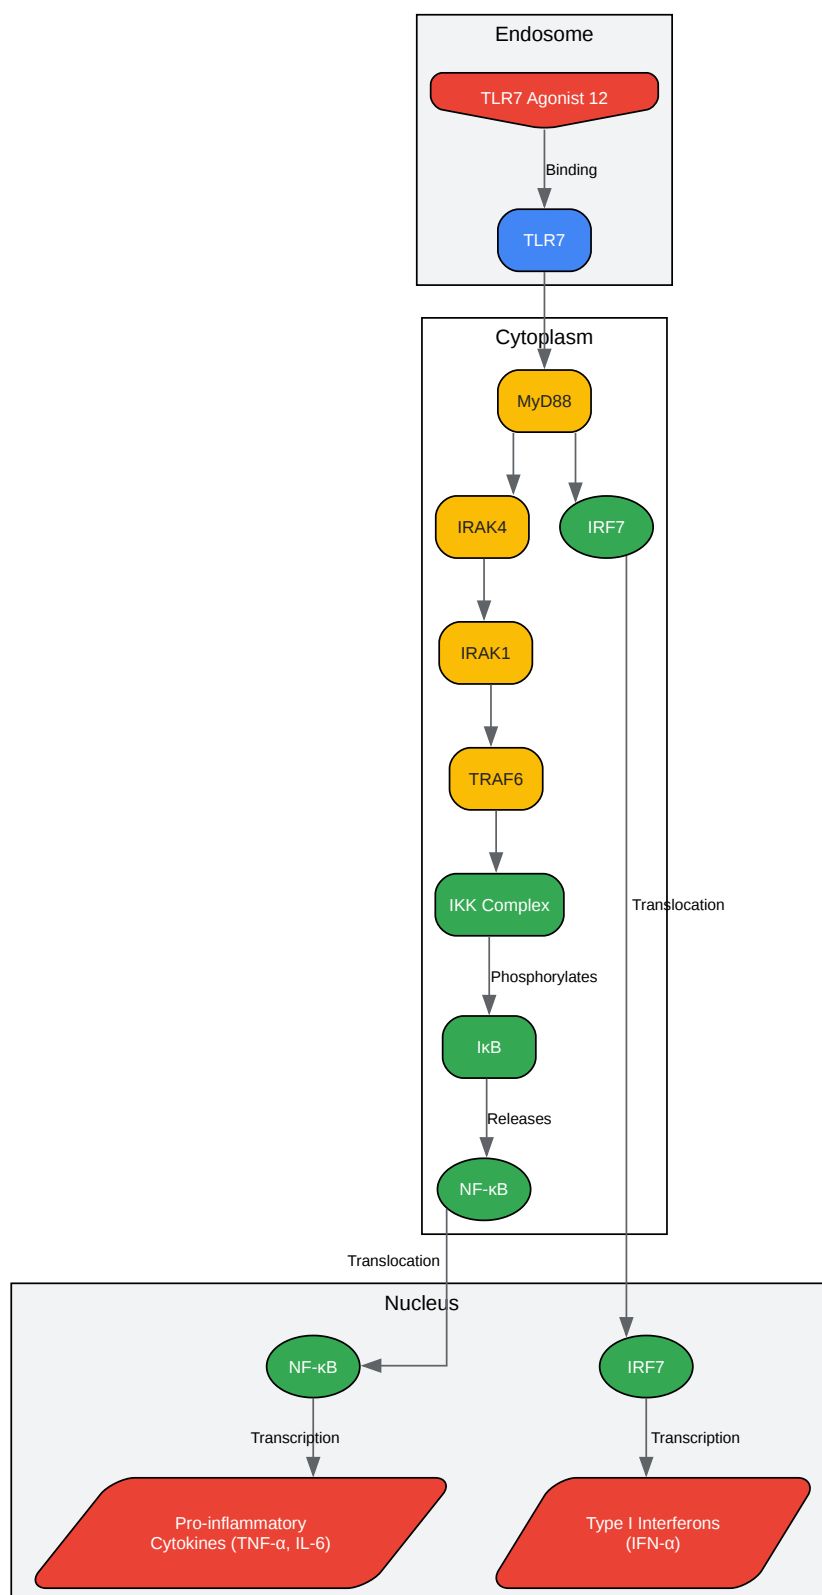 Endosome
TLR7 Agonist 12
Binding
TLR7
Cytoplasm
MyD88
IRAK4
IRF7
IRAK1
TRAF6
IKK Complex
Translocation
Phosphorylates
IκB
Releases
NF-κB
Translocation
Nucleus
NF-κB
IRF7
Transcription
Transcription
Pro-inflammatory
Cytokines (TNF-α, IL-6)
Type I Interferons
(IFN-α)